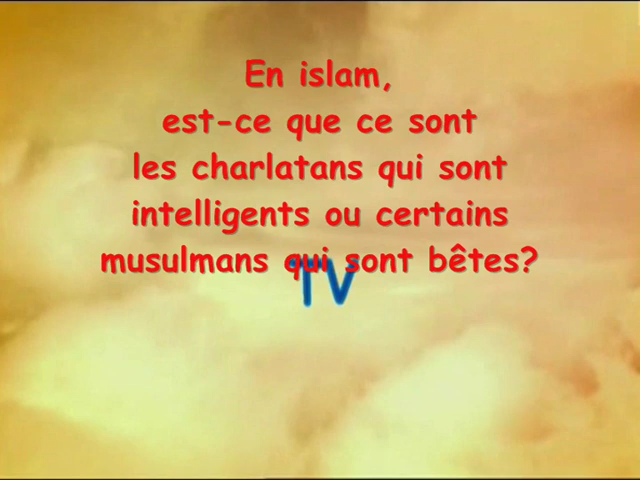 En islam,
est-ce que ce sont
les charlatans qui sont
intelligents ou certains
musulmans qui sont bêtes?
TV